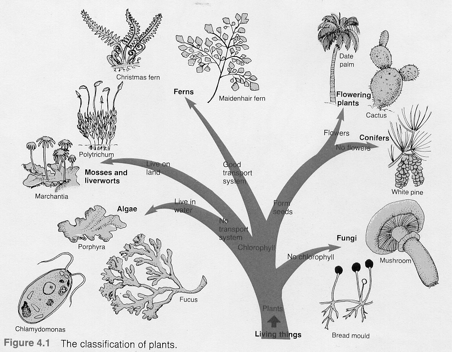 Christmas fern
Ferns
Maidenhair fern
Date
palm
Flowering
plants
Cactus
Polytrichum
Mosses and
liverworts
Live on
land
Good
transport
system
Flowers
No flowers
Conifers
White pine
Marchantia
Algae
Live in
water
No
transport
system
Form
seeds
Porphyra
Fucus
Chlorophyll
No chlorophyll
Fungi
Mushroom
Chlamydomonas
Plants
Living things
Bread mould
Figure 4.1 The classification of plants.